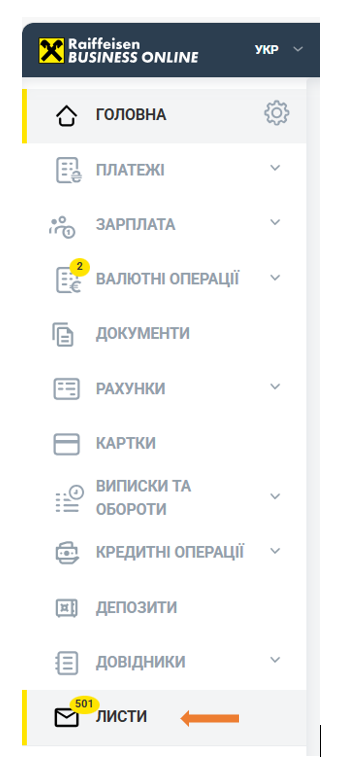 Raiffeisen
BUSINESS ONLINE
УКР
ГОЛОВНА
ПЛАТЕЖІ
ЗАРПЛАТА
2
ВАЛЮТНІ ОПЕРАЦІЇ
ДОКУМЕНТИ
РАХУНКИ
КАРТКИ
ВИПИСКИ ТА
ОБОРОТИ
КРЕДИТНІ ОПЕРАЦІЇ
ДЕПОЗИТИ
ДОВІДНИКИ
501
ЛИСТИ